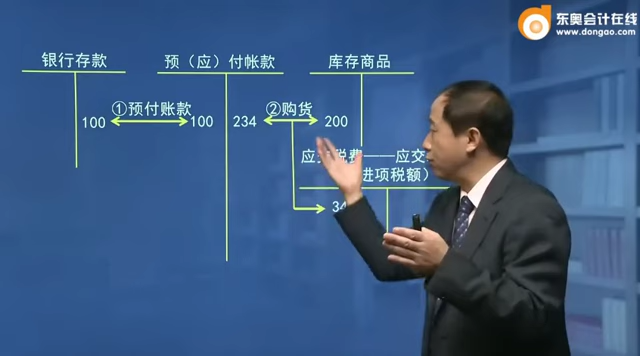 东奥会计在线
www.dongao.com
银行存款
预（应）付帐款
库存商品
①预付账款
②购货
100
100
234
200
应交税费——应交
进项税额）
34